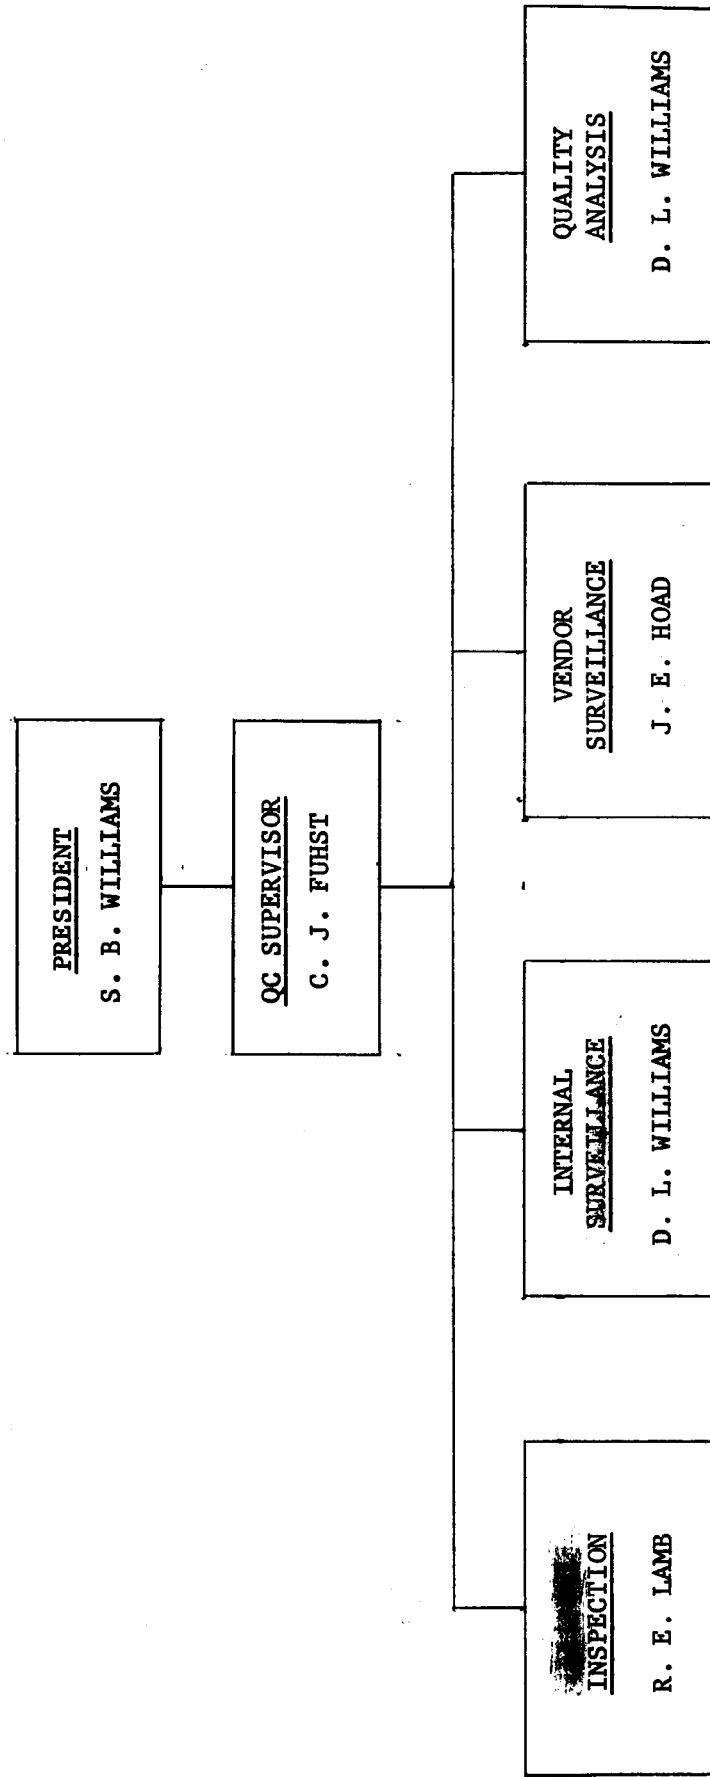 PRESIDENT
S. B. WILLIAMS
QC SUPERVISOR
C. J. FUHST
INSPECTION
R. E. LAMB
INTERNAL
SURVEILLANCE
D. L. WILLIAMS
VENDOR
SURVEILLANCE
J. E. HOAD
QUALITY
ANALYSIS
D. L. WILLIAMS